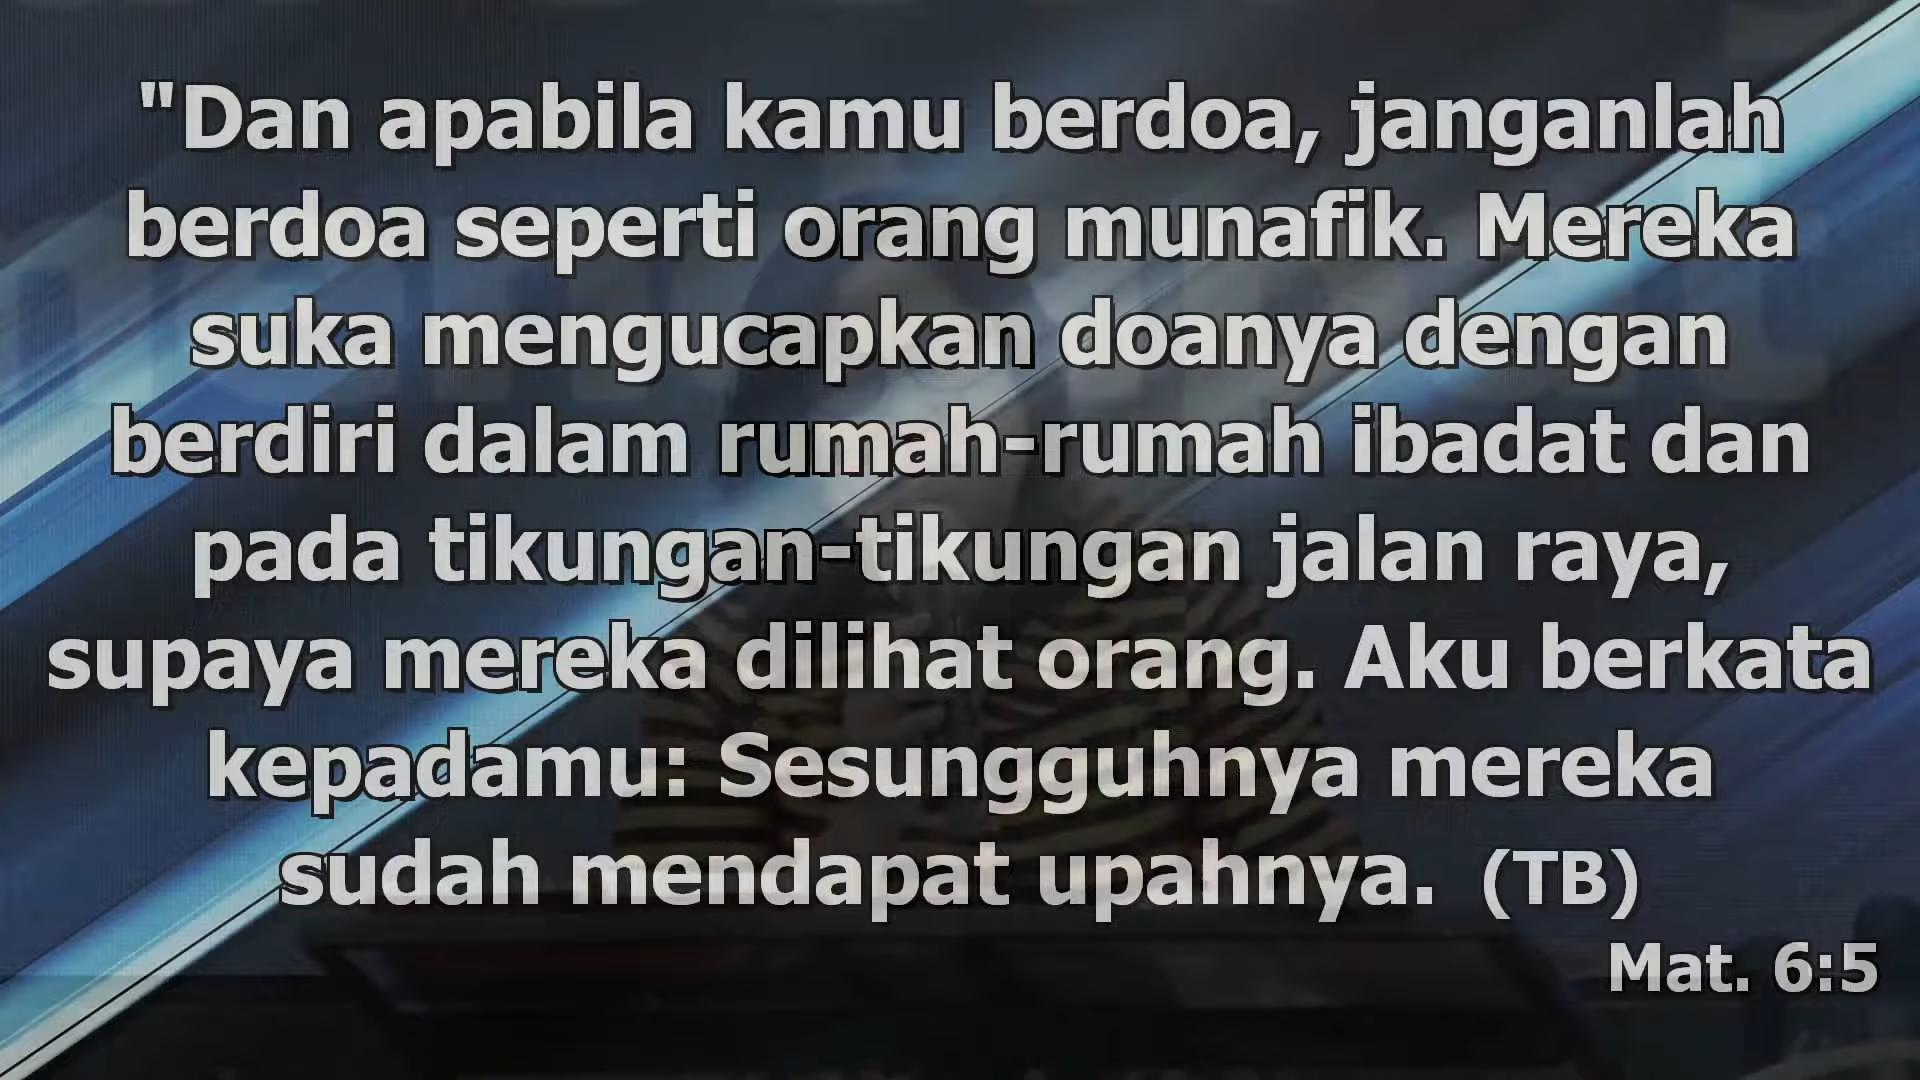 "Dan apabila kamu berdoa, janganlah
berdoa seperti orang munafik. Mereka
suka mengucapkan doanya dengan
berdiri dalam rumah-rumah ibadat dan
pada tikungan-tikungan jalan raya,
supaya mereka dilihat orang. Aku berkata
kepadamu: Sesungguhnya mereka
sudah mendapat upahnya. (TB)
Mat. 6:5